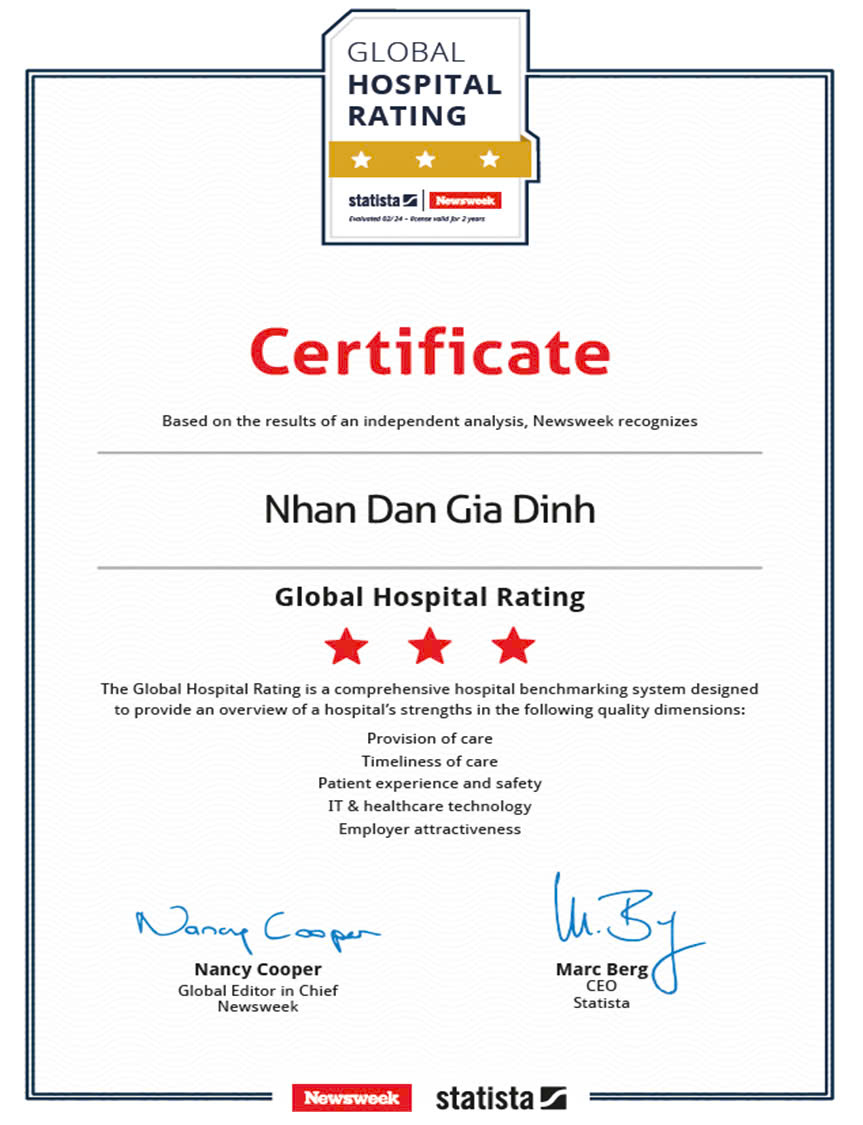 GLOBAL
HOSPITAL
RATING
statista | Newsweek
Evaluated 02/24 – license valid for 2 years
Certificate
Based on the results of an independent analysis, Newsweek recognizes
Nhan Dan Gia Dinh
Global Hospital Rating
The Global Hospital Rating is a comprehensive hospital benchmarking system designed
to provide an overview of a hospital's strengths in the following quality dimensions:
Provision of care
Timeliness of care
Patient experience and safety
IT & healthcare technology
Employer attractiveness
Nancy Cooper
Nancy Cooper
Global Editor in Chief
Newsweek
M. By
Marc Berg
CEO
Statista
Newsweek statista